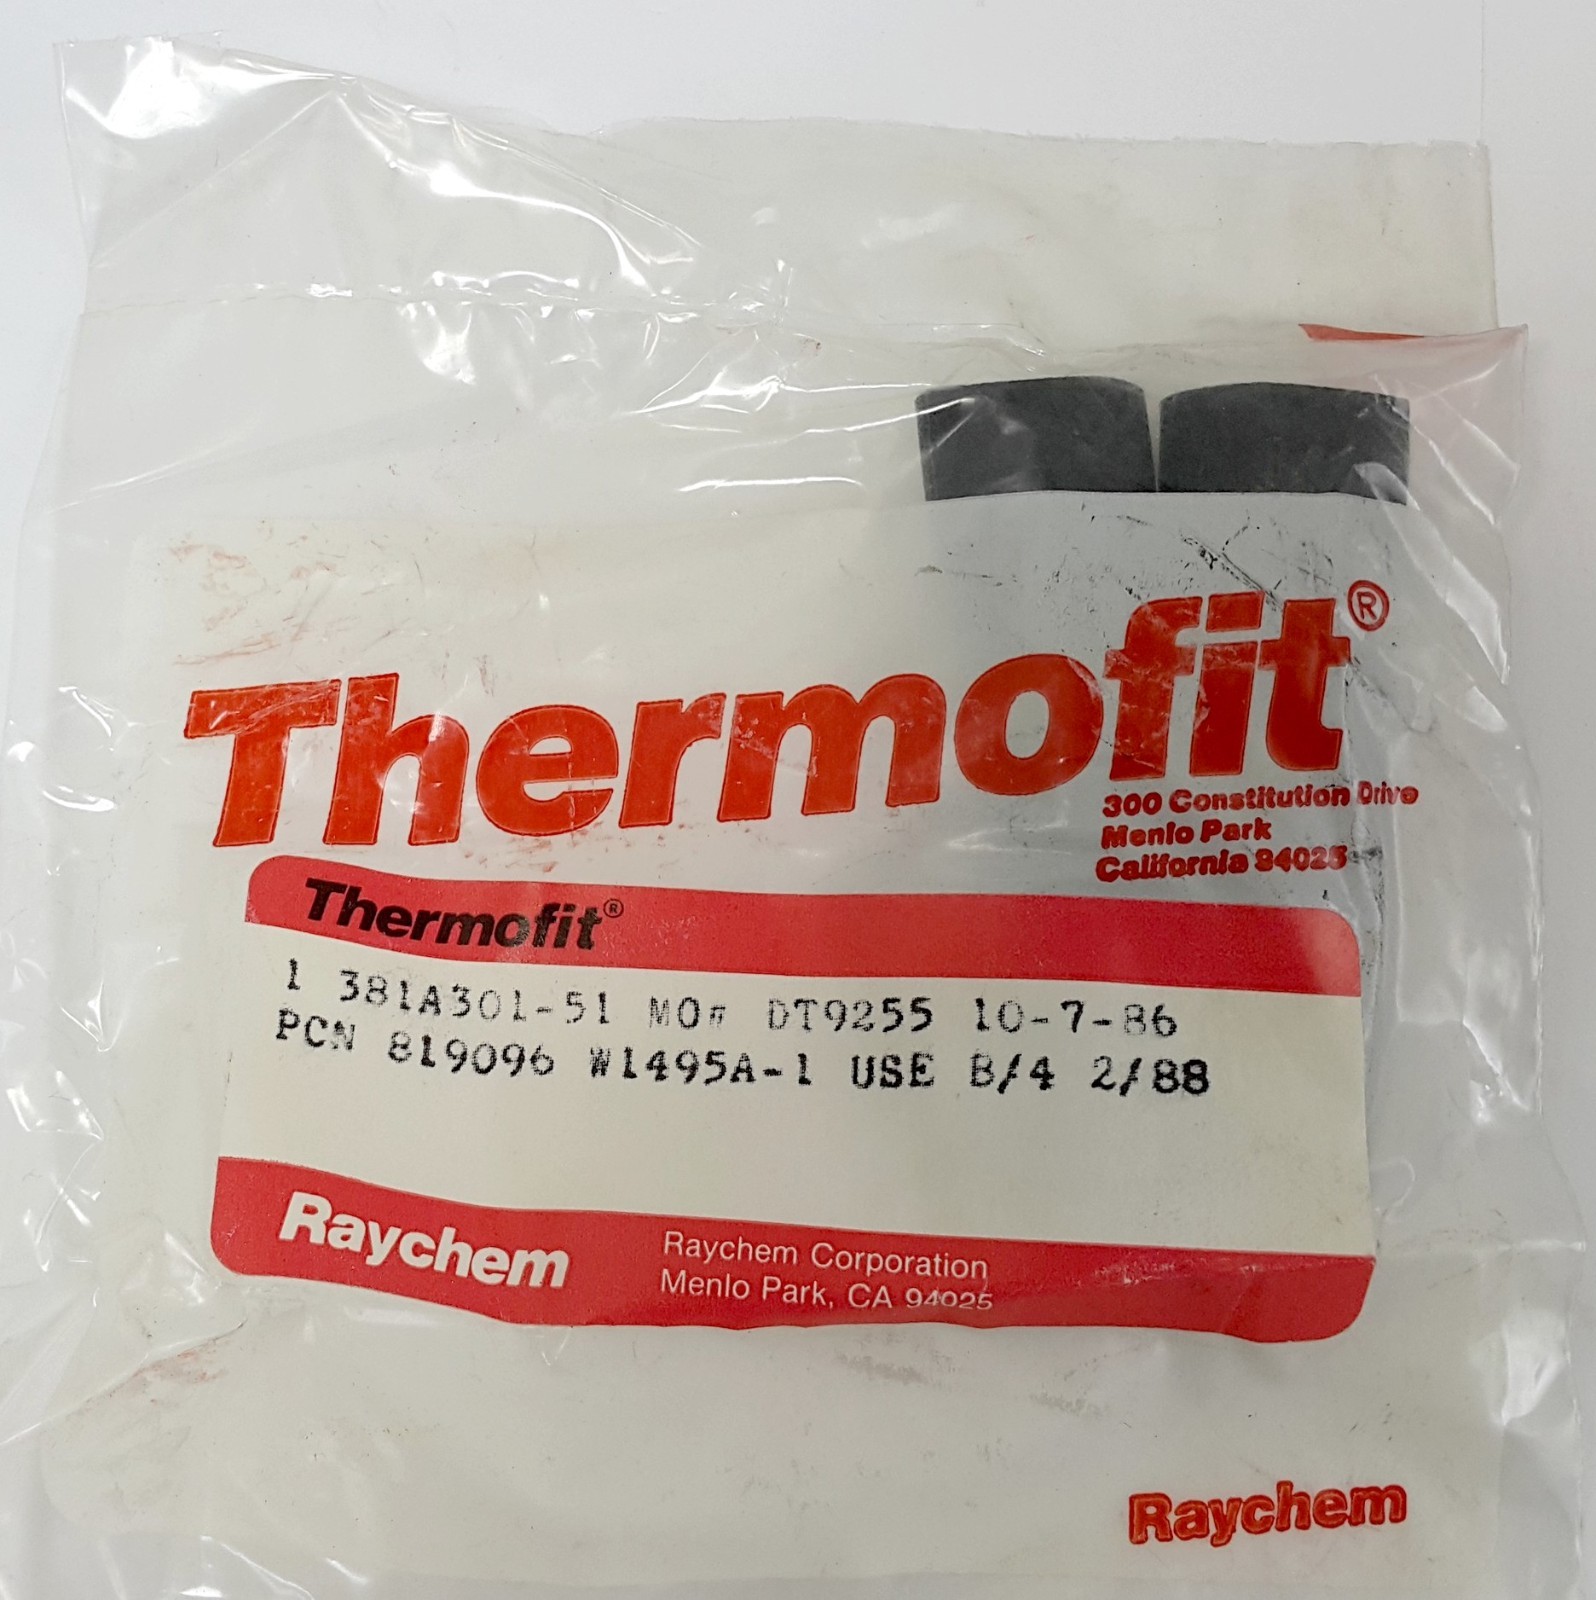 Thermofit®
300 Constitution Drive
Menlo Park
California 94025
Thermofit®
1 381A301-51 MO# DT9255 10-7-86
PCN 819096 W1495A-1 USE B/4 2/88
Raychem
Raychem Corporation
Menlo Park, CA 94025
Raychem